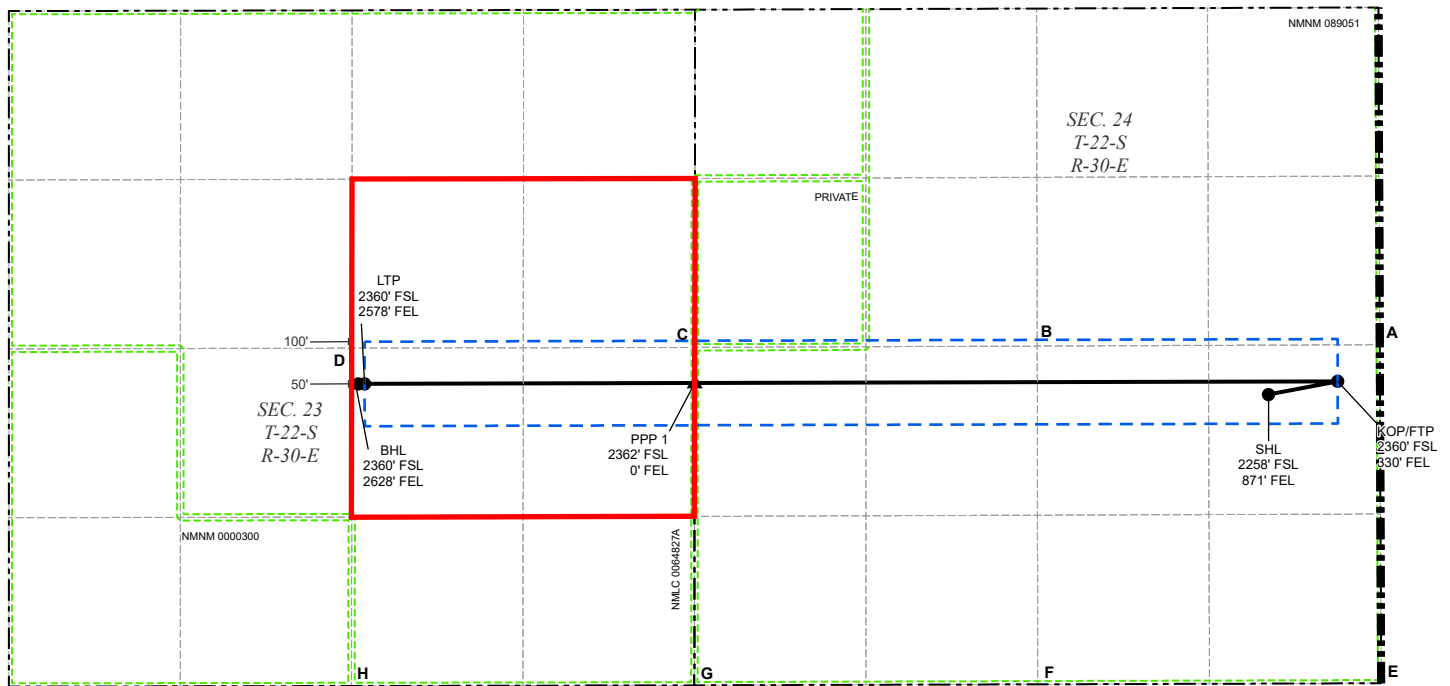 NMNM 089051
SEC. 24
T-22-S
R-30-E
PRIVATE
LTP
2360' FSL
2578' FEL
100'
C
B
A
D
50'
SEC. 23
T-22-S
R-30-E
BHL
2360' FSL
2628' FEL
PPP 1
2362' FSL
0' FEL
SHL
2258' FSL
871' FEL
KOP/FTP
2360' FSL
330' FEL
NMNM 0000300
NMLC 0064827A
H
G
F
E